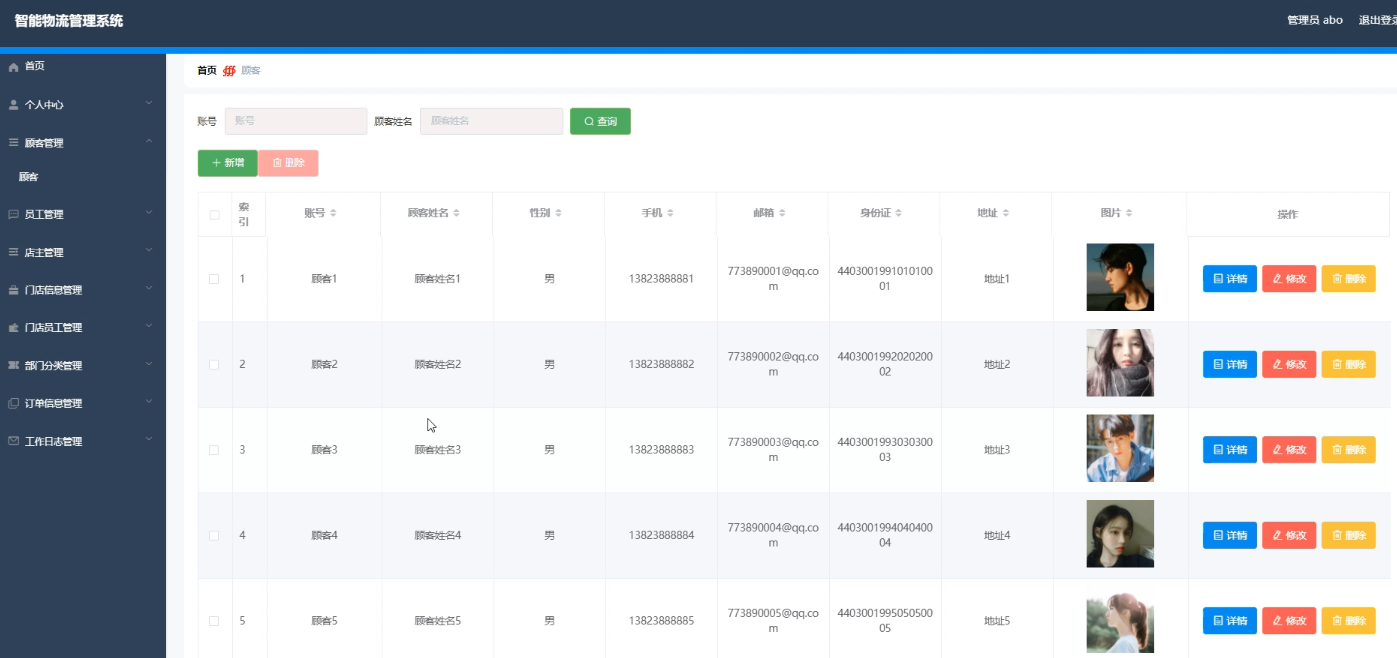 智能物流管理系统
管理员 abo 退出登录
首页
个人中心
顾客管理
顾客
员工管理
店主管理
门店信息管理
门店员工管理
部门分类管理
订单信息管理
工作日志管理
首页 顾客
账号 账号 顾客姓名 顾客姓名 查询
新增 删除
索引 账号 顾客姓名 性别 手机 邮箱 身份证 地址 图片 操作
1 顾客1 顾客姓名1 男 13823888881 773890001@qq.com 440300199101010001 地址1 详情 修改 删除
2 顾客2 顾客姓名2 男 13823888882 773890002@qq.com 440300199202020002 地址2 详情 修改 删除
3 顾客3 顾客姓名3 男 13823888883 773890003@qq.com 440300199303030003 地址3 详情 修改 删除
4 顾客4 顾客姓名4 男 13823888884 773890004@qq.com 440300199404040004 地址4 详情 修改 删除
5 顾客5 顾客姓名5 男 13823888885 773890005@qq.com 440300199505050005 地址5 详情 修改 删除